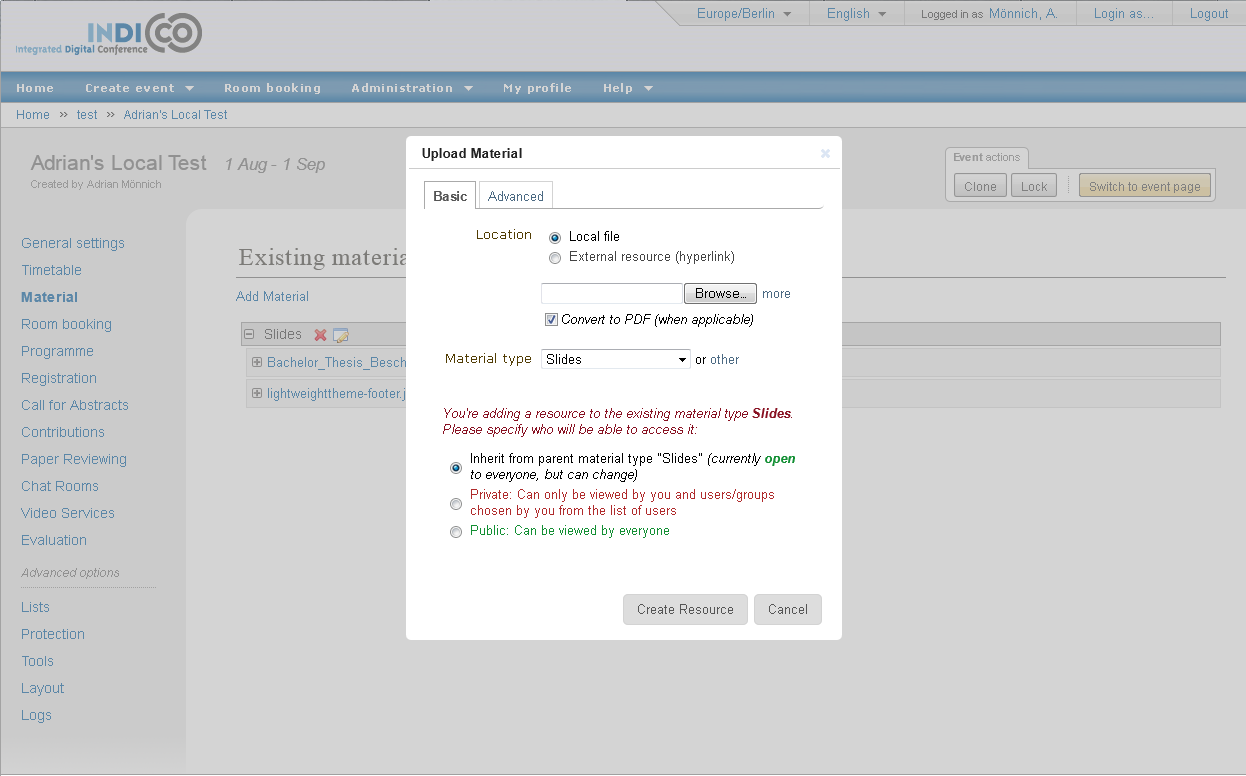 Europe/Berlin English Logged in as Mönnich, A. Login as... Logout
INDICO
Integrated Digital Conference
Home Create event Room booking Administration My profile Help
Home » test » Adrian's Local Test
Adrian's Local Test 1 Aug - 1 Sep
Created by Adrian Mönnich
Event actions
Clone Lock Switch to event page
General settings
Timetable
Material
Room booking
Programme
Registration
Call for Abstracts
Contributions
Paper Reviewing
Chat Rooms
Video Services
Evaluation
Advanced options
Lists
Protection
Tools
Layout
Logs
Existing materia
Add Material
Slides
Bachelor_Thesis_Besch
lightweighttheme-footer.j
Upload Material
Basic Advanced
Location
Local file
External resource (hyperlink)
Browse... more
Convert to PDF (when applicable)
Material type Slides or other
You're adding a resource to the existing material type Slides.
Please specify who will be able to access it:
Inherit from parent material type "Slides" (currently open
to everyone, but can change)
Private: Can only be viewed by you and users/groups
chosen by you from the list of users
Public: Can be viewed by everyone
Create Resource Cancel